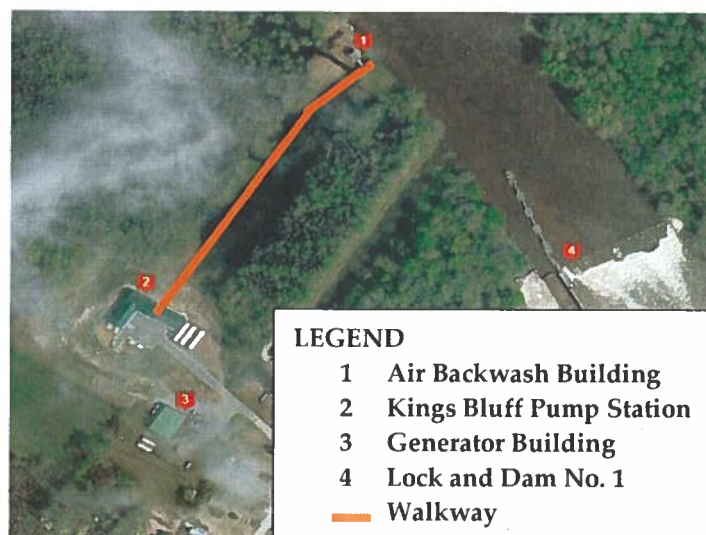 1
2
3
4
LEGEND
1 Air Backwash Building
2 Kings Bluff Pump Station
3 Generator Building
4 Lock and Dam No. 1
Walkway